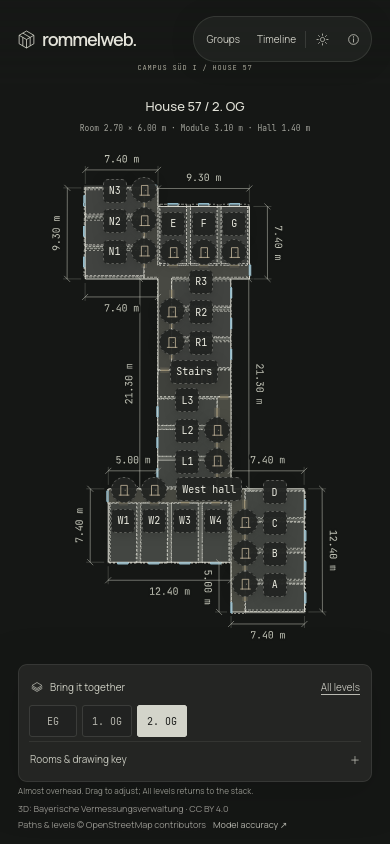 rommelweb.
Groups
Timeline
CAMPUS SÜD I / HOUSE 57
House 57 / 2. OG
Room 2.70 × 6.00 m · Module 3.10 m · Hall 1.40 m
7.40 m
9.30 m
N3
N2
N1
E F G
9.30 m
7.40 m
R3
7.40 m
R2
R1
Stairs
21.30 m
21.30 m
L3
L2
L1
5.00 m
7.40 m
West hall
D
W1 W2 W3 W4
C
7.40 m
12.40 m
B
A
5.00 m
12.40 m
7.40 m
Bring it together
All levels
EG
1. OG
2. OG
Rooms & drawing key +
Almost overhead. Drag to adjust; All levels returns to the stack.
3D: Bayerische Vermessungsverwaltung · CC BY 4.0
Paths & levels © OpenStreetMap contributors Model accuracy ↗